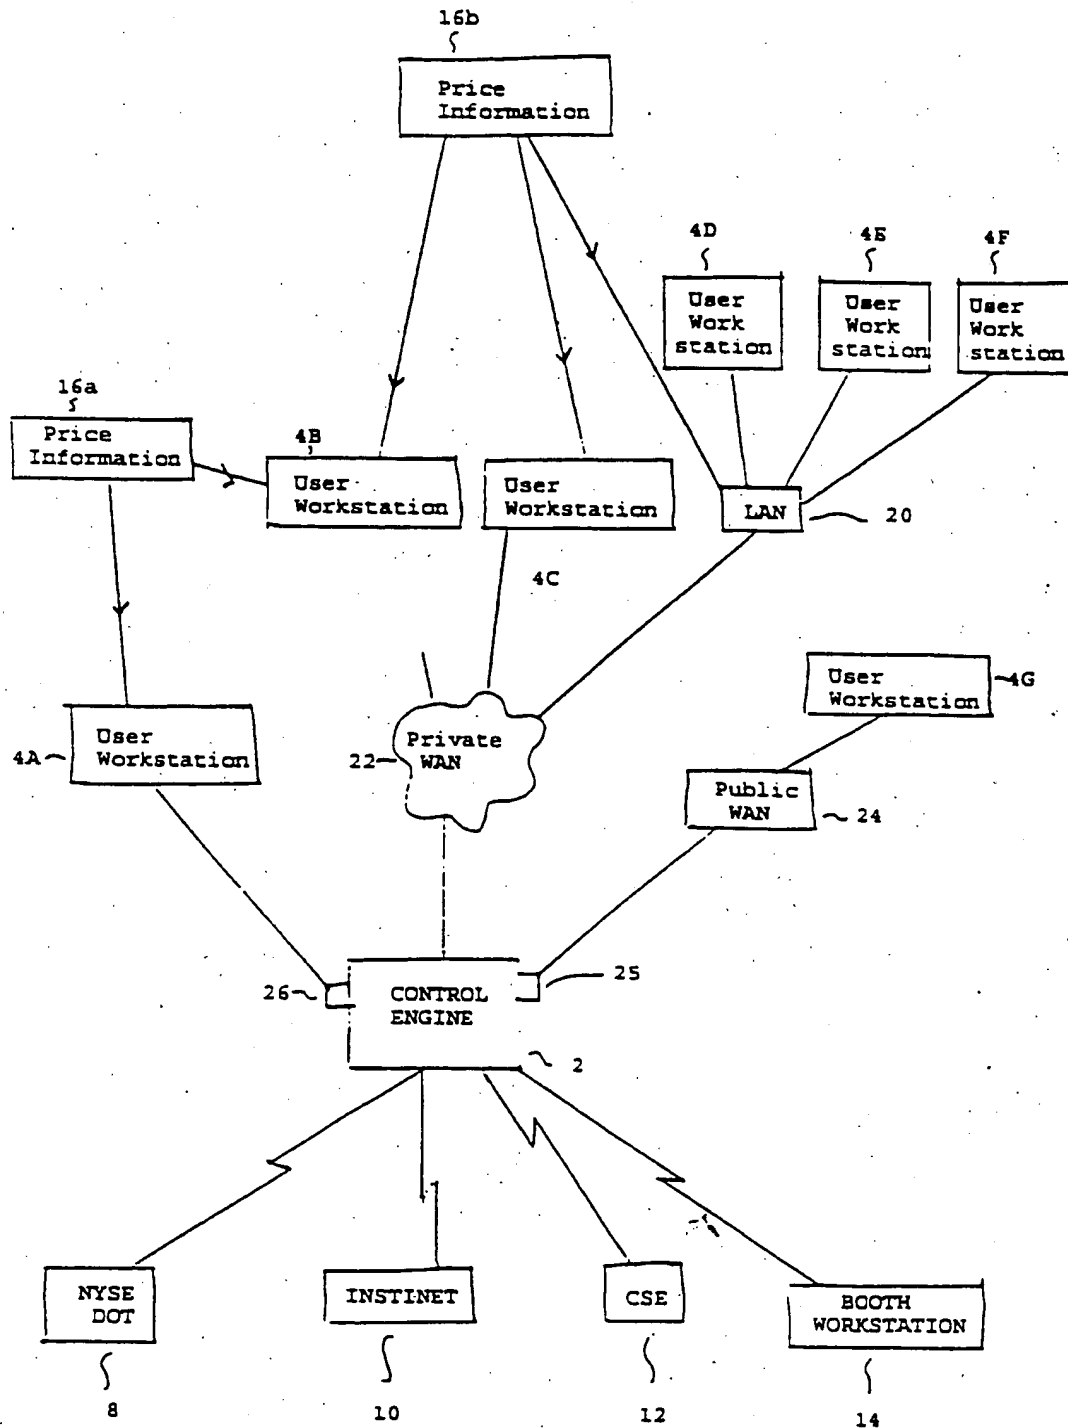 16b
Price
Information
4D
4E
4F
User
Work
station
User
Work
station
User
Work
station
16a
Price
Information
4B
User
Workstation
User
Workstation
LAN
20
4C
User
Workstation
4G
4A
User
Workstation
22
Private
WAN
Public
WAN
24
26
CONTROL
ENGINE
25
2
NYSE
DOT
INSTINET
CSE
BOOTH
WORKSTATION
8
10
12
14